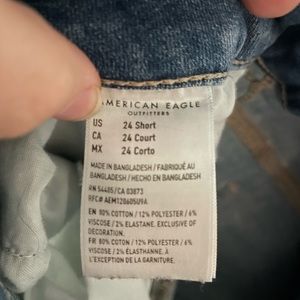 AMERICAN EAGLE
OUTFITTERS
US 24 Short
CA 24 Court
MX 24 Corto
MADE IN BANGLADESH / FABRIQUÉ AU
BANGLADESH / HECHO EN BANGLADESH
RN 54485/CA 03873
RFC# AEM120605U9A
EN 80% COTTON / 12% POLYESTER / 6%
VISCOSE / 2% ELASTANE. EXCLUSIVE OF
DECORATION.
FR 80% COTON / 12% POLYESTER / 6%
VISCOSE / 2% ÉLASTHANNE. À
L'EXCEPTION DE LA GARNITURE.